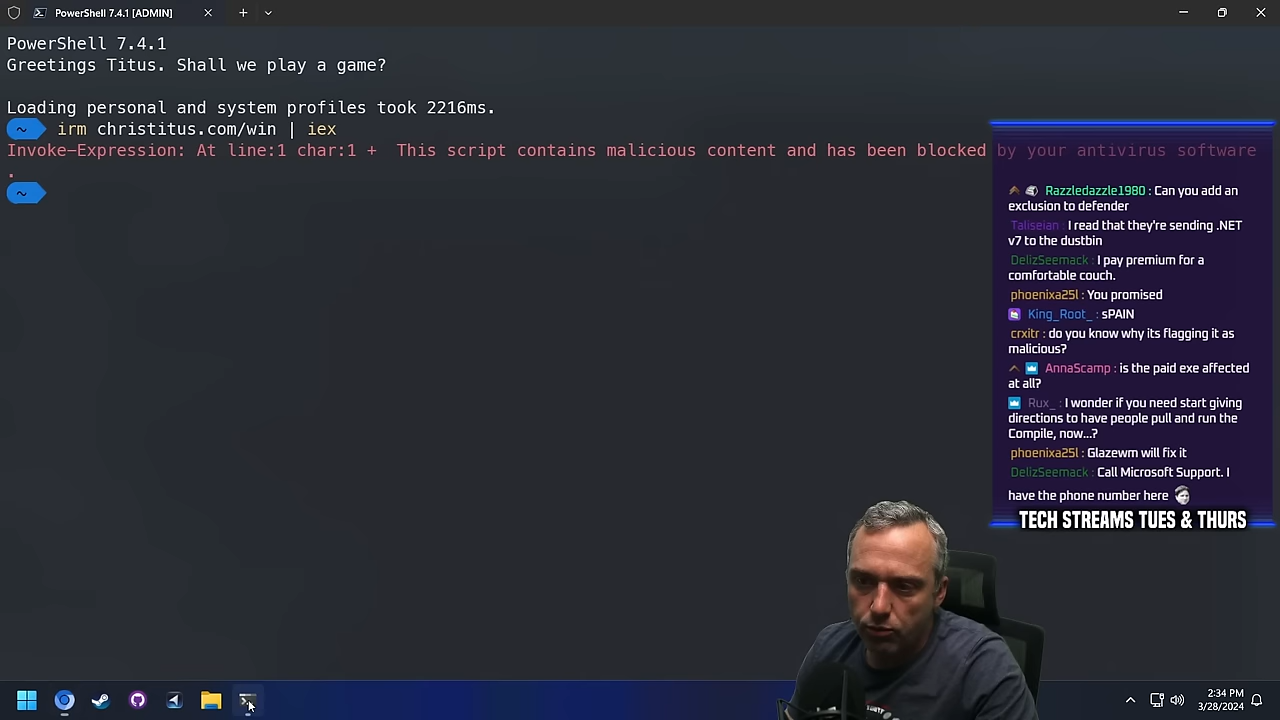 PowerShell 7.4.1 [ADMIN]
PowerShell 7.4.1
Greetings Titus. Shall we play a game?
Loading personal and system profiles took 2216ms.
~ irm christitus.com/win | iex
Invoke-Expression: At line:1 char:1 + This script contains malicious content and has been blocked by your antivirus software
.
~
Razzledazzle1980 : Can you add an
exclusion to defender
Taliseian : I read that they're sending .NET
v7 to the dustbin
DelizSeemack : I pay premium for a
comfortable couch.
phoenixa25l : You promised
King_Root_ : sPAIN
crxitr : do you know why its flagging it as
malicious?
AnnaScamp : is the paid exe affected
at all?
Rux_ : I wonder if you need start giving
directions to have people pull and run the
Compile, now...?
phoenixa25l : Glazewm will fix it
DelizSeemack : Call Microsoft Support. I
have the phone number here
TECH STREAMS TUES & THURS
2:34 PM
3/28/2024